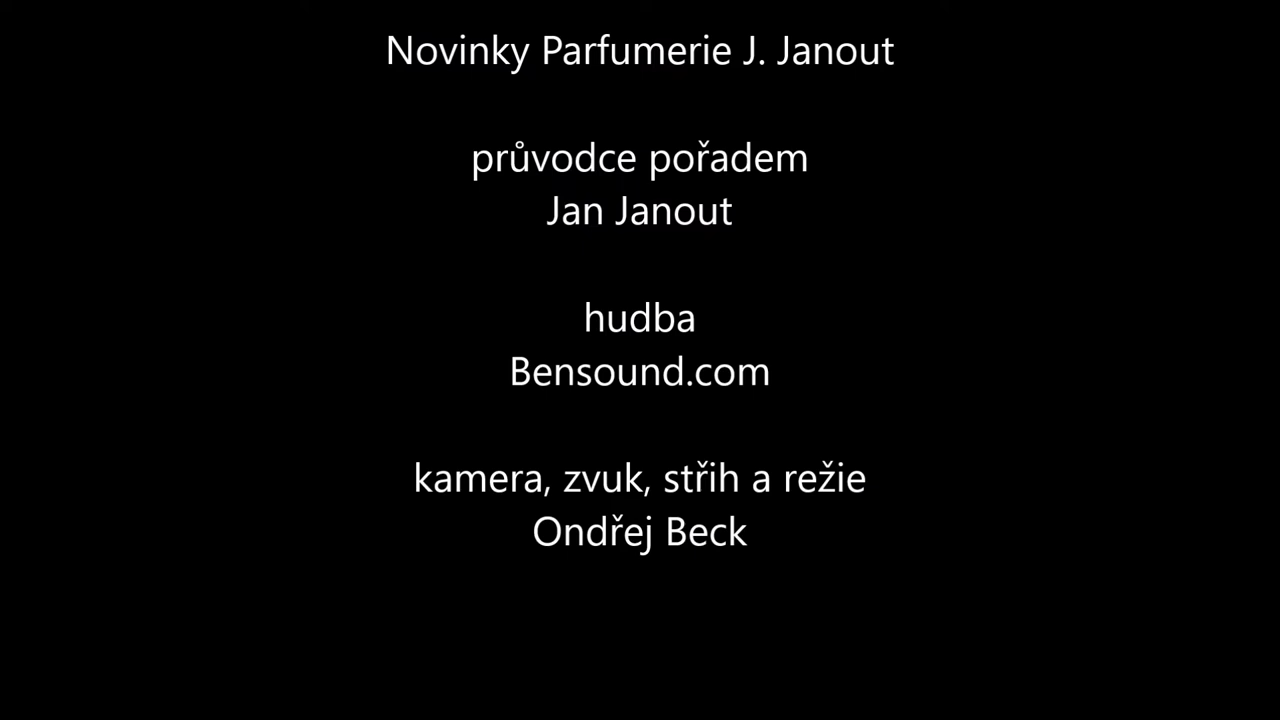 Novinky Parfumerie J. Janout
průvodce pořadem
Jan Janout
hudba
Bensound.com
kamera, zvuk, střih a režie
Ondřej Beck